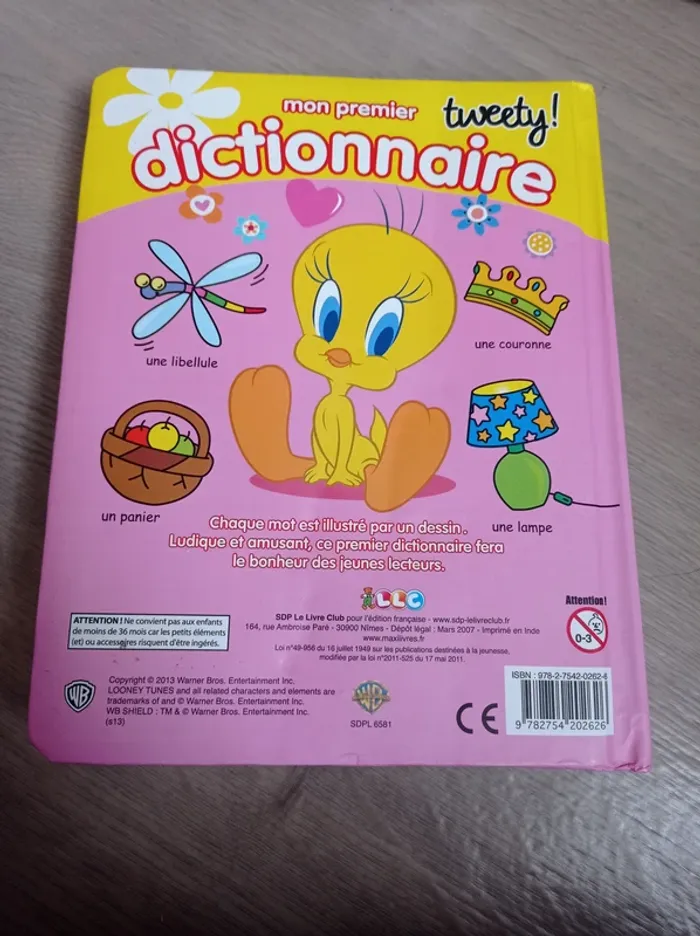 mon premier
tweety!
dictionnaire
une libellule
une couronne
un panier
une lampe
Chaque mot est illustré par un dessin.
Ludique et amusant, ce premier dictionnaire fera
le bonheur des jeunes lecteurs.
LLC
ATTENTION ! Ne convient pas aux enfants
de moins de 36 mois car les petits éléments
(et) ou accessoires risquent d'être ingérés.
SDP Le Livre Club pour l'édition française - www.sdp-lelivreclub.fr
164, rue Ambroise Paré - 30900 Nîmes - Dépôt légal : Mars 2007 - Imprimé en Inde
www.maxilivres.fr
Loi n°49-956 du 16 juillet 1949 sur les publications destinées à la jeunesse,
modifiée par la loi n°2011-525 du 17 mai 2011.
Attention!
0-3
Copyright © 2013 Warner Bros. Entertainment Inc.
LOONEY TUNES and all related characters and elements are
trademarks of and © Warner Bros. Entertainment Inc.
WB SHIELD : TM & © Warner Bros. Entertainment Inc.
(s13)
WB
WB
SDPL 6581
CE
ISBN : 978-2-7542-0262-6
9 782754 202626